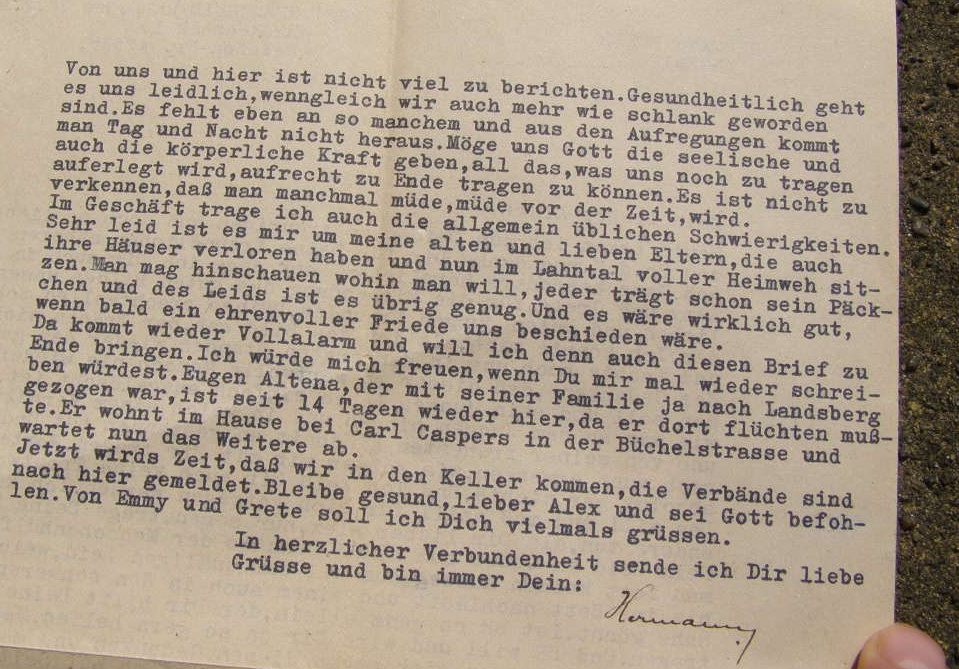 Von uns und hier ist nicht viel zu berichten.Gesundheitlich geht
es uns leidlich,wenngleich wir auch mehr wie schlank geworden
sind.Es fehlt eben an so manchem und aus den Aufregungen kommt
man Tag und Nacht nicht heraus.Möge uns Gott die seelische und
auch die körperliche Kraft geben,all das,was uns noch zu tragen
auferlegt wird,aufrecht zu Ende tragen zu können.Es ist nicht zu
verkennen,daß man manchmal müde,müde vor der Zeit,wird.
Im Geschäft trage ich auch die allgemein üblichen Schwierigkeiten.
Sehr leid ist es mir um meine alten und lieben Eltern,die auch
ihre Häuser verloren haben und nun im Lahntal voller Heimweh sit-
zen.Man mag hinschauen wohin man will,jeder trägt schon sein Päck-
chen und des Leids ist es übrig genug.Und es wäre wirklich gut,
wenn bald ein ehrenvoller Friede uns beschieden wäre.
Da kommt wieder Vollalarm und will ich denn auch diesen Brief zu
Ende bringen.Ich würde mich freuen,wenn Du mir mal wieder schrei-
ben würdest.Eugen Altena,der mit seiner Familie ja nach Landsberg
gezogen war,ist seit 14 Tagen wieder hier,da er dort flüchten muß-
te.Er wohnt im Hause bei Carl Caspers in der Büchelstrasse und
wartet nun das Weitere ab.
Jetzt wirds Zeit,daß wir in den Keller kommen,die Verbände sind
nach hier gemeldet.Bleibe gesund,lieber Alex und sei Gott befoh-
len.Von Emmy und Grete soll ich Dich vielmals grüssen.
In herzlicher Verbundenheit sende ich Dir liebe
Grüsse und bin immer Dein:
Hermann